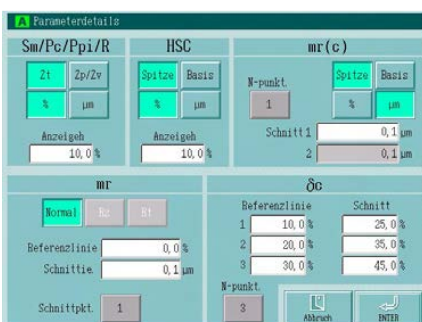 A Parameterdetails
Sm/Pc/Ppi/R
Zt Zp/Zv
% µm
Anzeigeh
10,0 %
HSC
Spitze Basis
% µm
Anzeigeh
10,0 %
mr(c)
N-punkt. Spitze Basis
1 % µm
Schnitt 1 0,1 µm
2 0,1 µm
mr
Normal Rz Rt
Referenzlinie 0,0 %
Schnittie. 0,1 µm
Schnittpkt. 1
δc
Referenzlinie Schnitt
1 10,0 % 25,0 %
2 20,0 % 35,0 %
3 30,0 % 45,0 %
N-punkt.
3 Abbruch ENTER